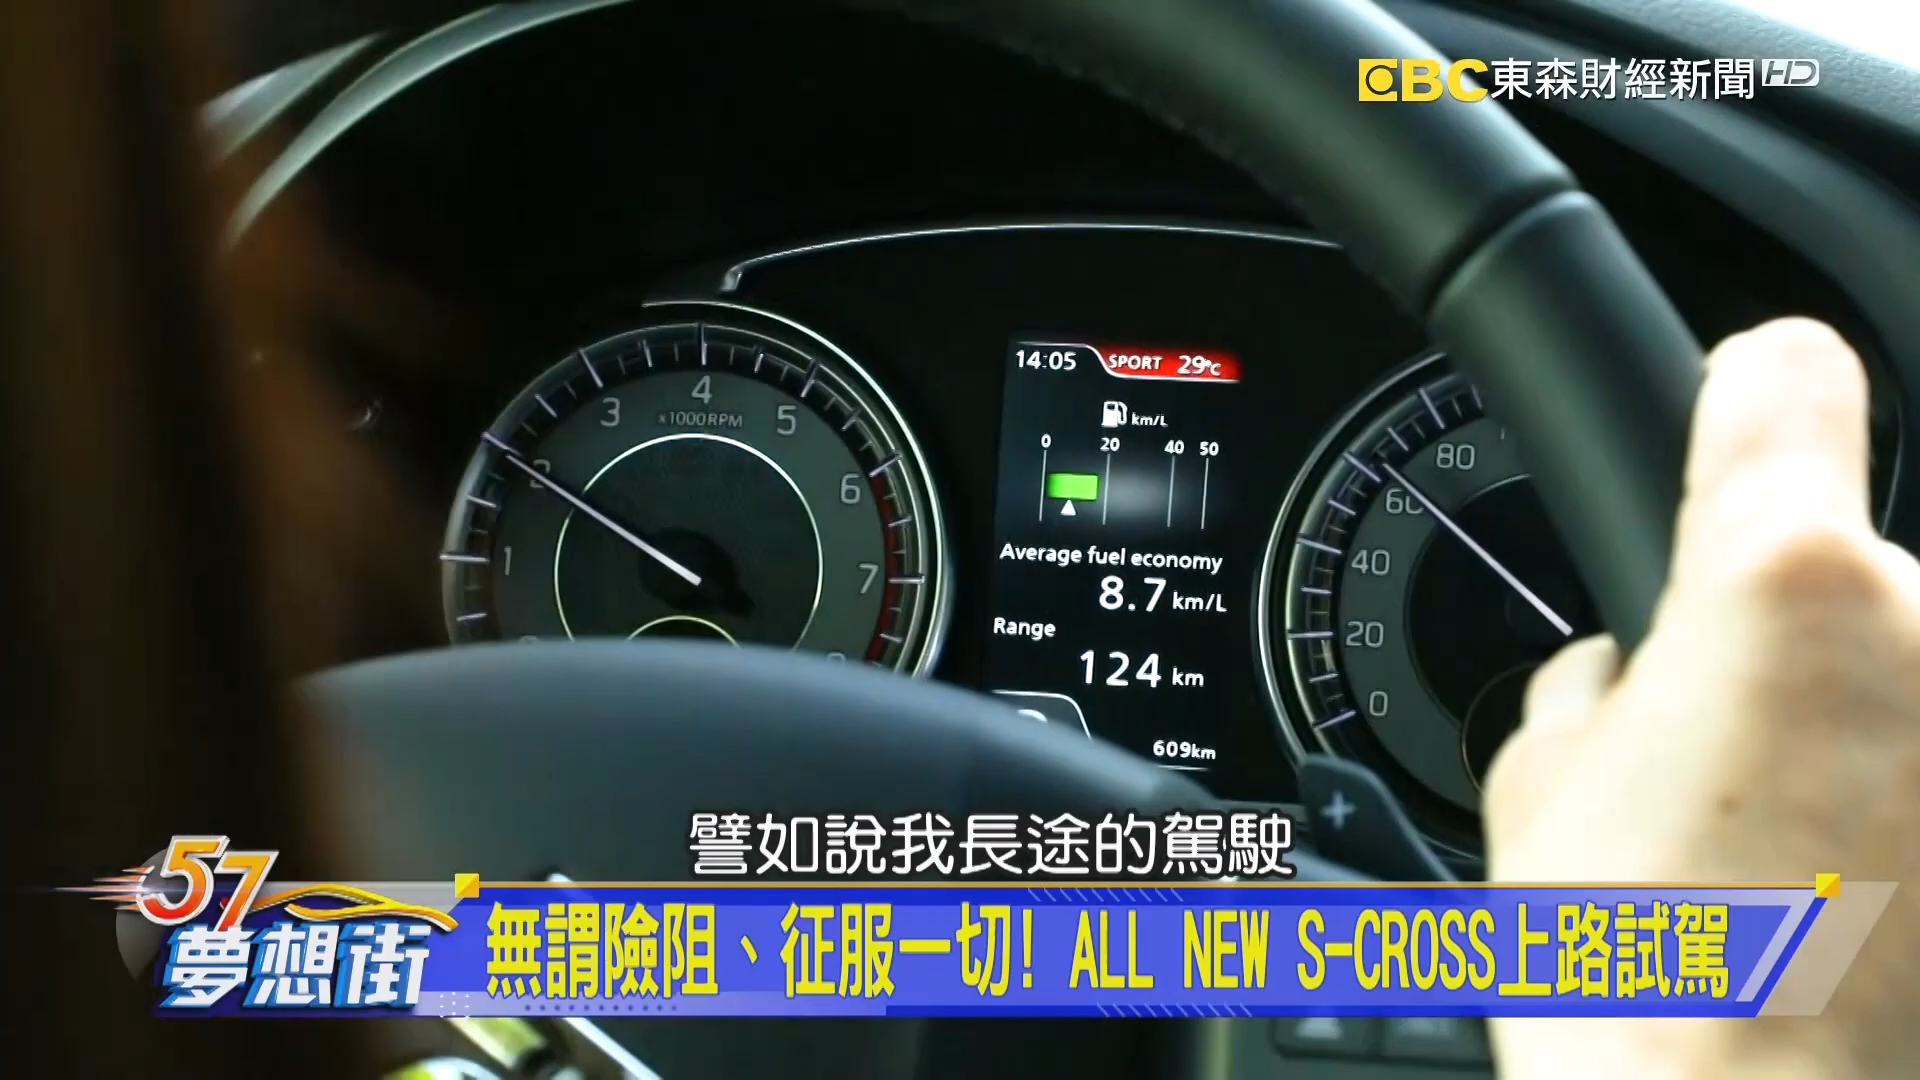 EBC東森財經新聞HD
14:05 SPORT 29°C
km/L
0 20 40 50
Average fuel economy
8.7 km/L
Range
124 km
609km
1 2 3 4 5 6 7
x1000RPM
0 20 40 60 80
+
譬如說我長途的駕駛
57夢想街
無謂險阻、征服一切! ALL NEW S-CROSS上路試駕